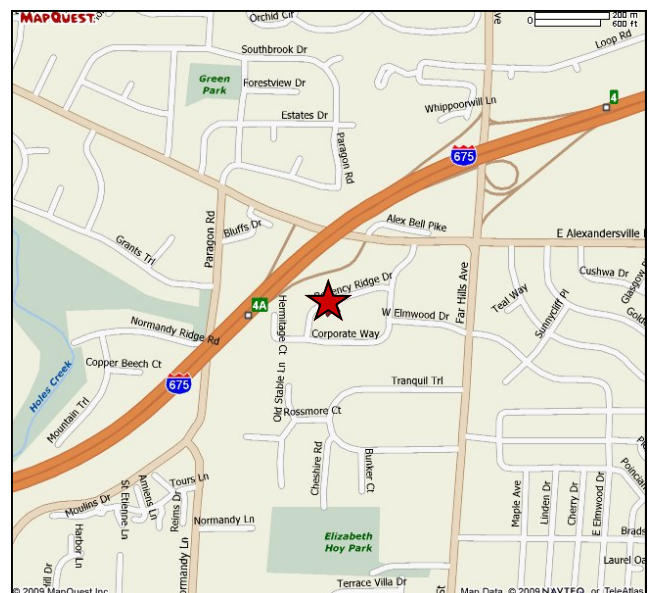 MAPQUEST
Orchid Cir
200 m
600 ft
Loop Rd
Southbrook Dr
Green
Park
Forestview Dr
Whippoorwill Ln
4
Estates Dr
Paragon Rd
675
Alex Bell Pike
E Alexandersville
Bluffs Dr
Paragon Rd
Grants Trl
Cushwa Dr
Glasgow
Teal Way
Sunnycliff Pl
Far Hills Ave
Ridge Dr
4A
Hermitage Ct
W Elmwood Dr
Corporate Way
Normandy Ridge Rd
Copper Beech Ct
Holes Creek
675
Mountain Trl
Old Stable Ln
Tranquil Trl
Rossmore Ct
Cheshire Rd
Bunker Ct
Tours Ln
Moulins Dr
St Etienne Ln
Amiens Ln
Reims Dr
Normandy Ln
Maple Ave
Linden Dr
Cherry Dr
E Elmwood Dr
Harbor Ln
Elizabeth
Hoy Park
Terrace Villa Dr
© 2009 MapQuest Inc
Map Data © 2009 NAVTEQ or TeleAtlas